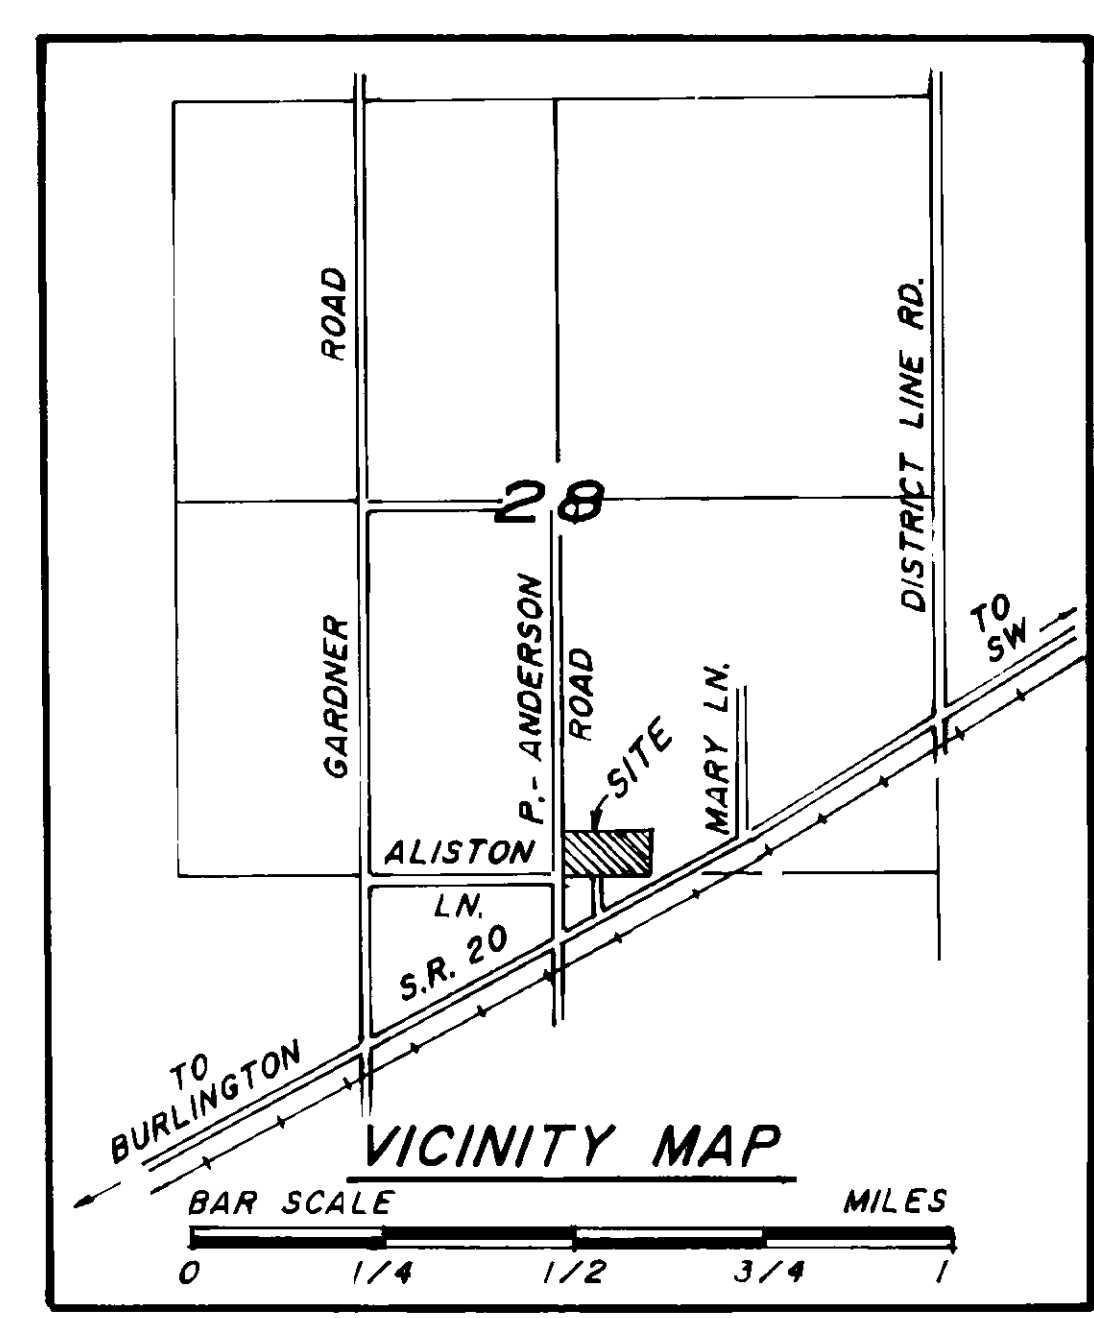 ROAD
DISTRICT LINE RD.
28
GARDNER
P.- ANDERSON
ROAD
TO
SW
MARY LN.
SITE
ALISTON
LN.
S.R. 20
TO
BURLINGTON
VICINITY MAP
BAR SCALE MILES
0 1/4 1/2 3/4 1